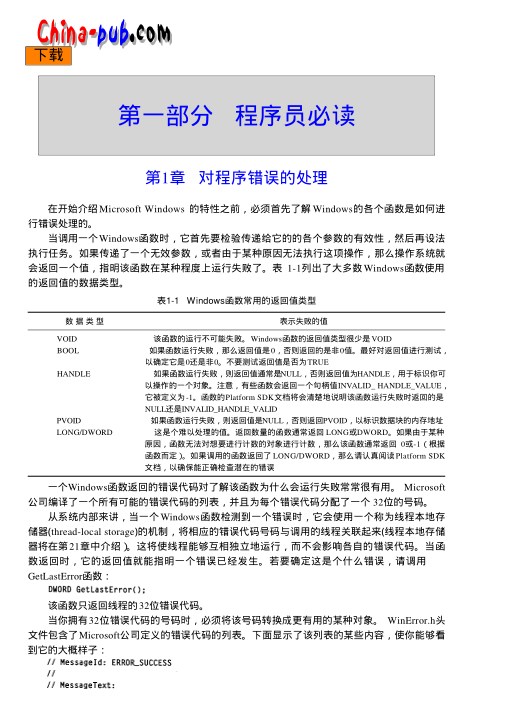 China-pub.com
下载
第一部分 程序员必读
第1章 对程序错误的处理
在开始介绍Microsoft Windows 的特性之前，必须首先了解 Windows的各个函数是如何进
行错误处理的。
当调用一个Windows函数时，它首先要检验传递给它的的各个参数的有效性，然后再设法
执行任务。如果传递了一个无效参数，或者由于某种原因无法执行这项操作，那么操作系统就
会返回一个值，指明该函数在某种程度上运行失败了。表 1-1列出了大多数Windows函数使用
的返回值的数据类型。
表1-1 Windows函数常用的返回值类型
数 据 类 型 表示失败的值
VOID 该函数的运行不可能失败。Windows函数的返回值类型很少是 VOID
BOOL 如果函数运行失败，那么返回值是0，否则返回的是非0值。最好对返回值进行测试，
以确定它是0还是非0。不要测试返回值是否为TRUE
HANDLE 如果函数运行失败，则返回值通常是NULL，否则返回值为HANDLE，用于标识你可
以操作的一个对象。注意，有些函数会返回一个句柄值INVALID_ HANDLE_VALUE，
它被定义为 -1。函数的Platform SDK文档将会清楚地说明该函数运行失败时返回的是
NULL还是INVALID_HANDLE_VALID
PVOID 如果函数运行失败，则返回值是NULL，否则返回PVOID，以标识数据块的内存地址
LONG/DWORD 这是个难以处理的值。返回数量的函数通常返回 LONG或DWORD。如果由于某种
原因，函数无法对想要进行计数的对象进行计数，那么该函数通常返回 0或-1（根据
函数而定）。如果调用的函数返回了 LONG/DWORD，那么请认真阅读Platform SDK
文档，以确保能正确检查潜在的错误
一个Windows函数返回的错误代码对了解该函数为什么会运行失败常常很有用。 Microsoft
公司编译了一个所有可能的错误代码的列表，并且为每个错误代码分配了一个 32位的号码。
从系统内部来讲，当一个Windows函数检测到一个错误时，它会使用一个称为线程本地存
储器(thread-local storage)的机制，将相应的错误代码号码与调用的线程关联起来(线程本地存储
器将在第21章中介绍 )。这将使线程能够互相独立地运行，而不会影响各自的错误代码。当函
数返回时，它的返回值就能指明一个错误已经发生。若要确定这是个什么错误，请调用
GetLastError函数：
DWORD GetLastError();
该函数只返回线程的32位错误代码。
当你拥有32位错误代码的号码时，必须将该号码转换成更有用的某种对象。 WinError.h头
文件包含了Microsoft公司定义的错误代码的列表。下面显示了该列表的某些内容，使你能够看
到它的大概样子：
// MessageId: ERROR_SUCCESS
//
// MessageText: